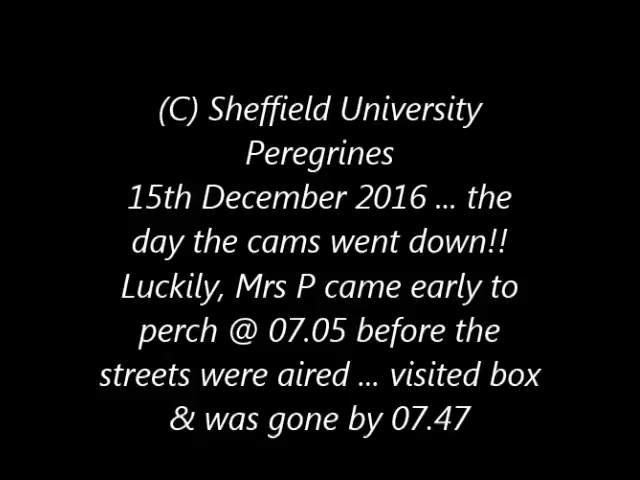 (C) Sheffield University
Peregrines
15th December 2016 ... the
day the cams went down!!
Luckily, Mrs P came early to
perch @ 07.05 before the
streets were aired ... visited box
& was gone by 07.47